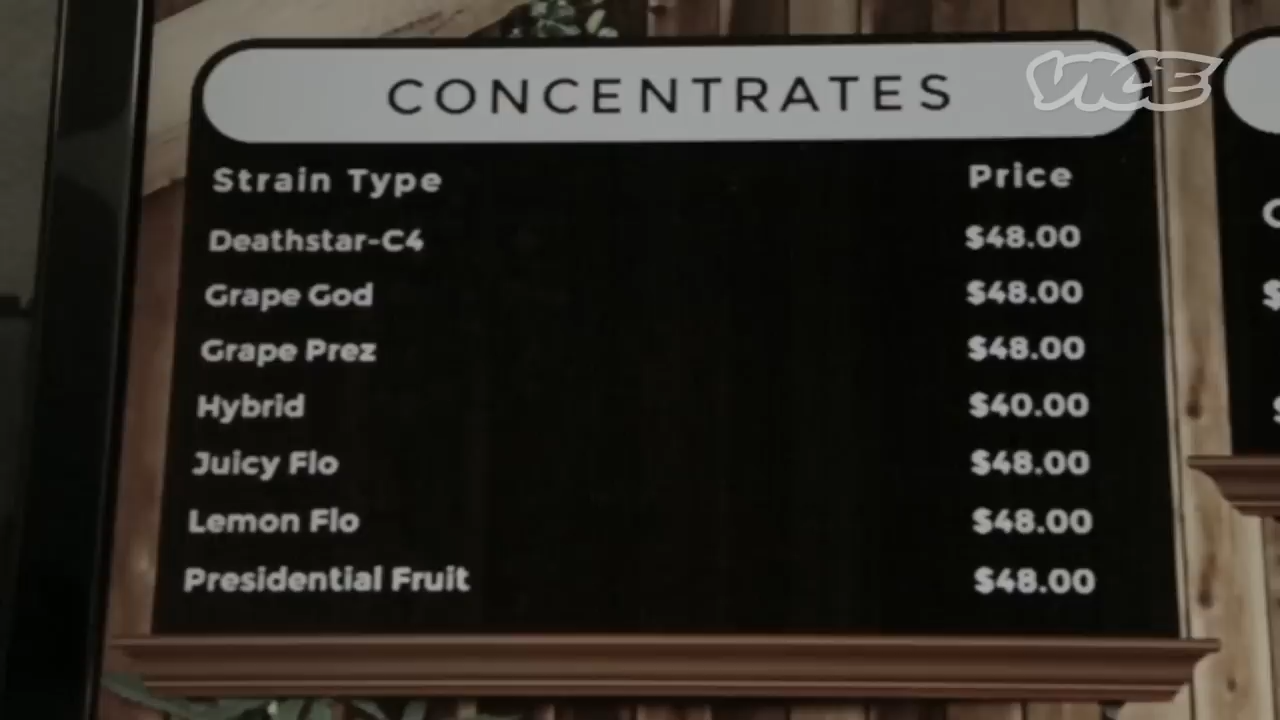 CONCENTRATES
VICE
Strain Type Price
Deathstar-C4 $48.00
Grape God $48.00
Grape Prez $48.00
Hybrid $40.00
Juicy Flo $48.00
Lemon Flo $48.00
Presidential Fruit $48.00